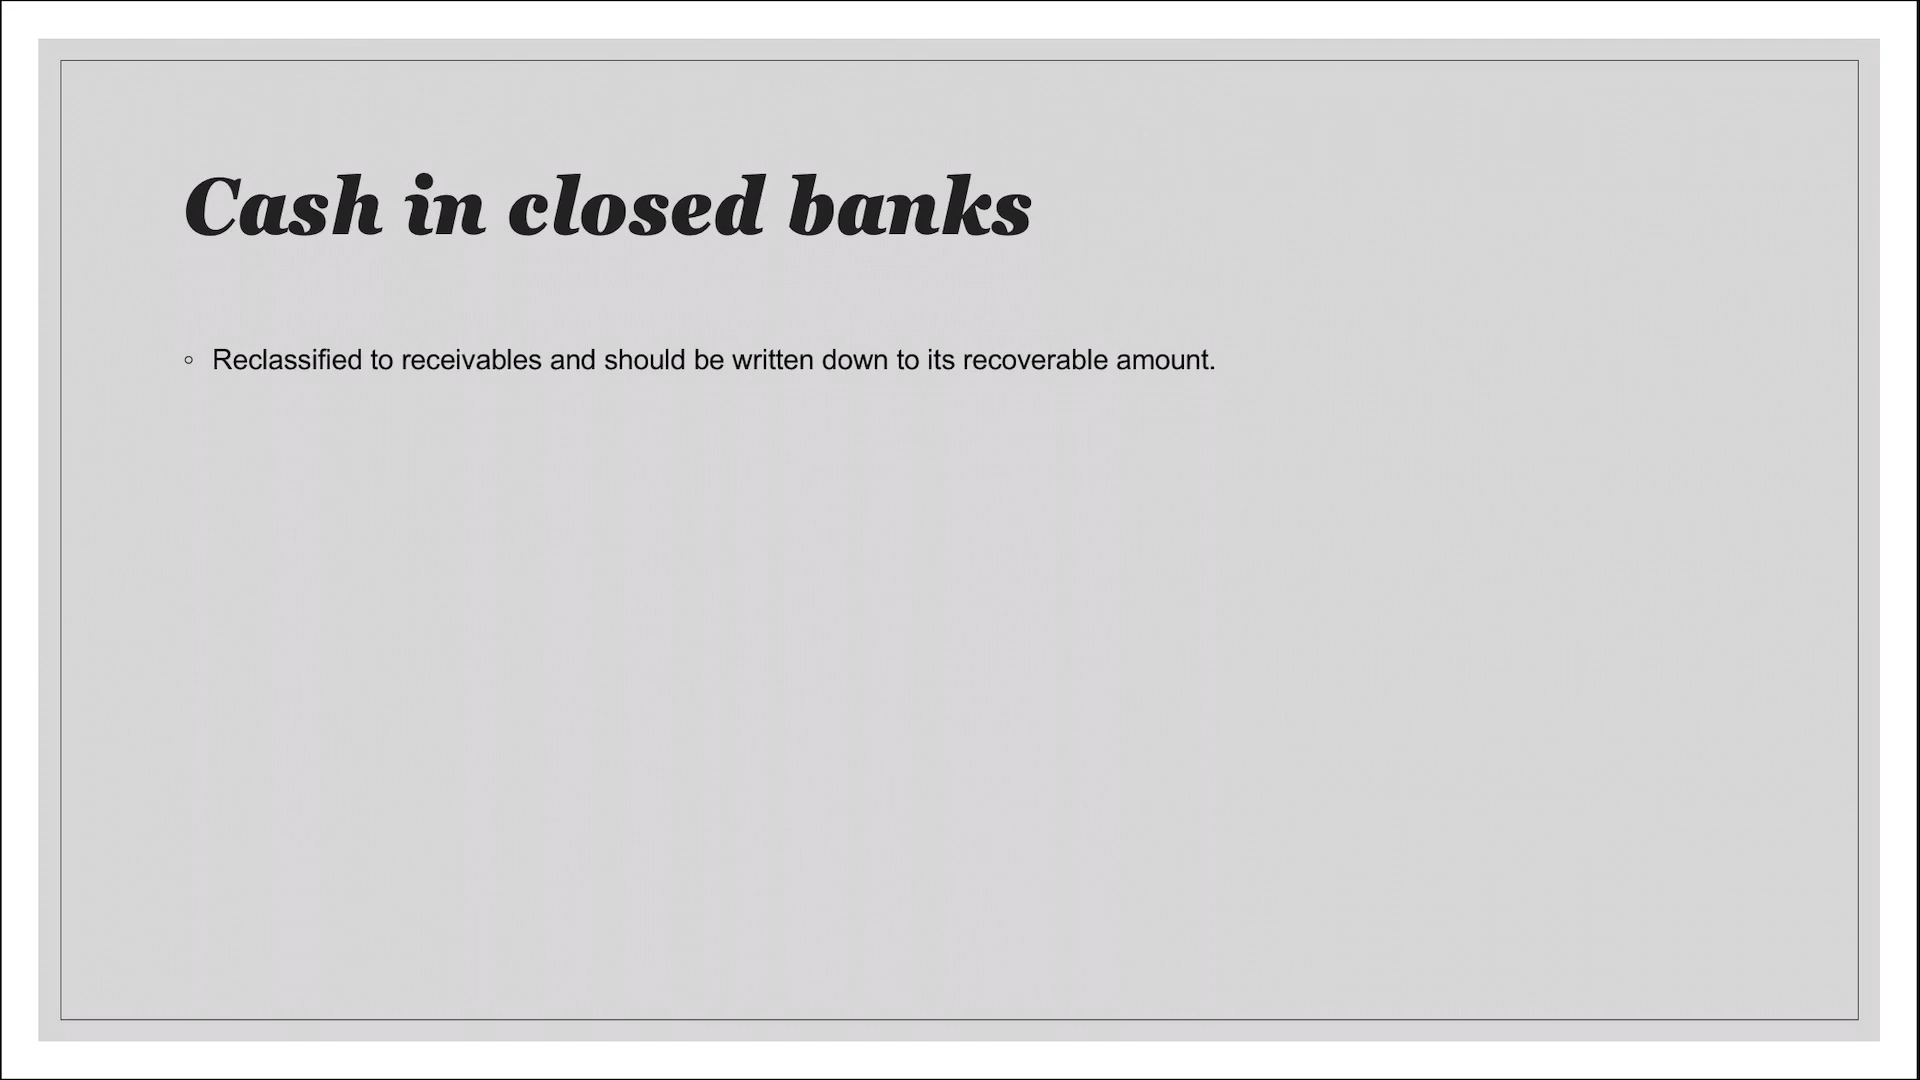 Cash in closed banks
◦ Reclassified to receivables and should be written down to its recoverable amount.